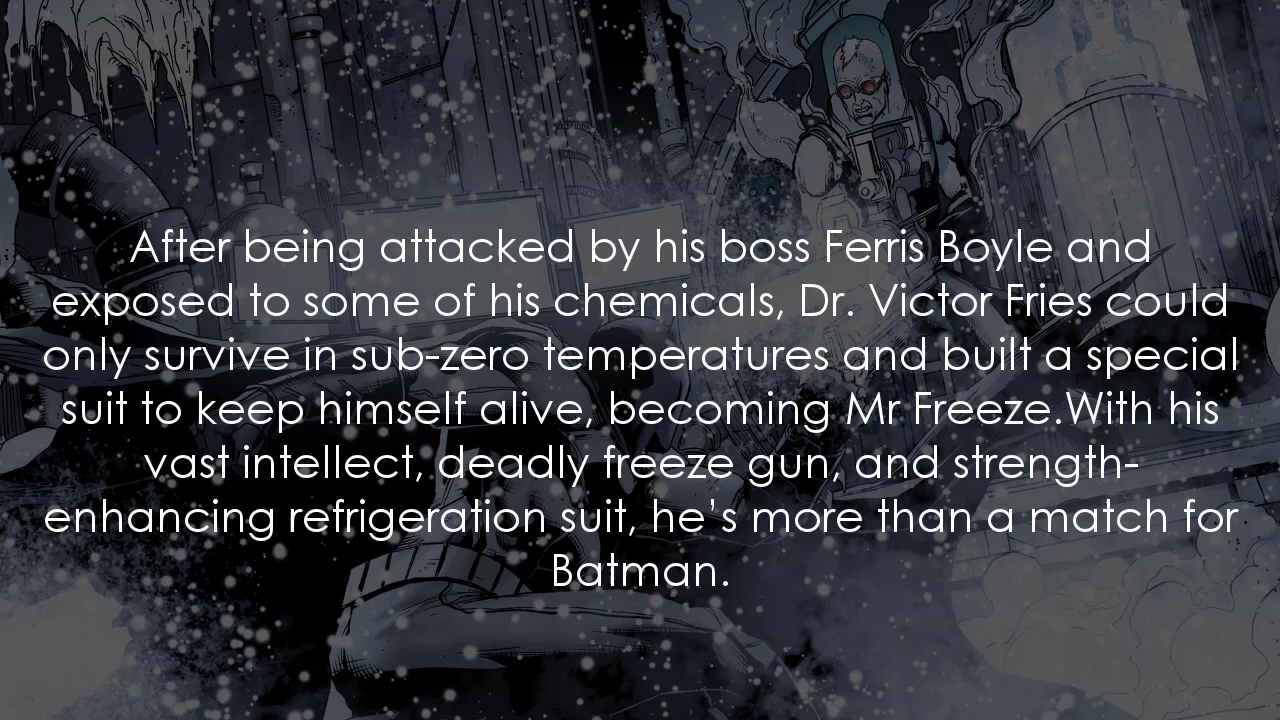 After being attacked by his boss Ferris Boyle and
exposed to some of his chemicals, Dr. Victor Fries could
only survive in sub-zero temperatures and built a special
suit to keep himself alive, becoming Mr Freeze.With his
vast intellect, deadly freeze gun, and strength-
enhancing refrigeration suit, he's more than a match for
Batman.